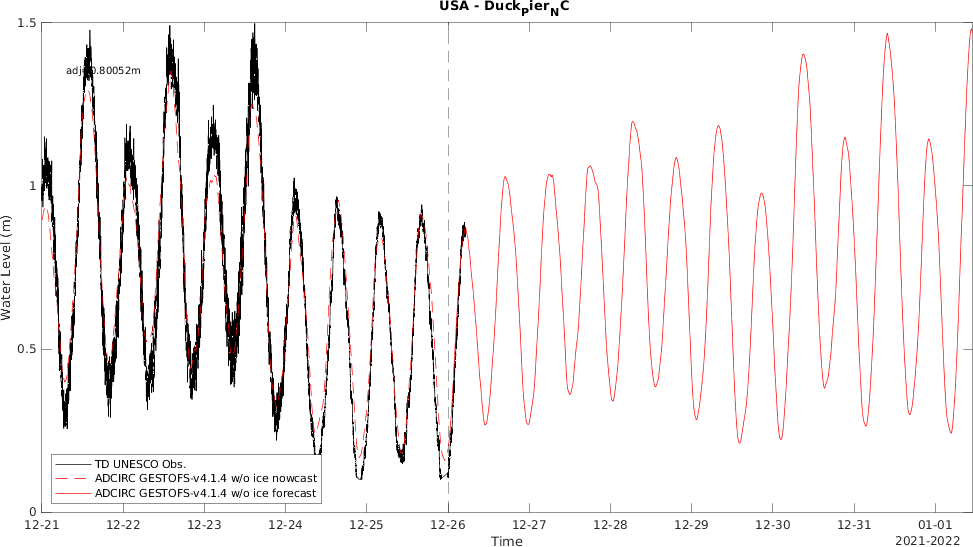 USA - DuckPierNC
1.5
adj=0.80052m
1
Water Level (m)
0.5
TD UNESCO Obs.
ADCIRC GESTOFS-v4.1.4 w/o ice nowcast
ADCIRC GESTOFS-v4.1.4 w/o ice forecast
0
12-21 12-22 12-23 12-24 12-25 12-26 12-27 12-28 12-29 12-30 12-31 01-01
Time
2021-2022